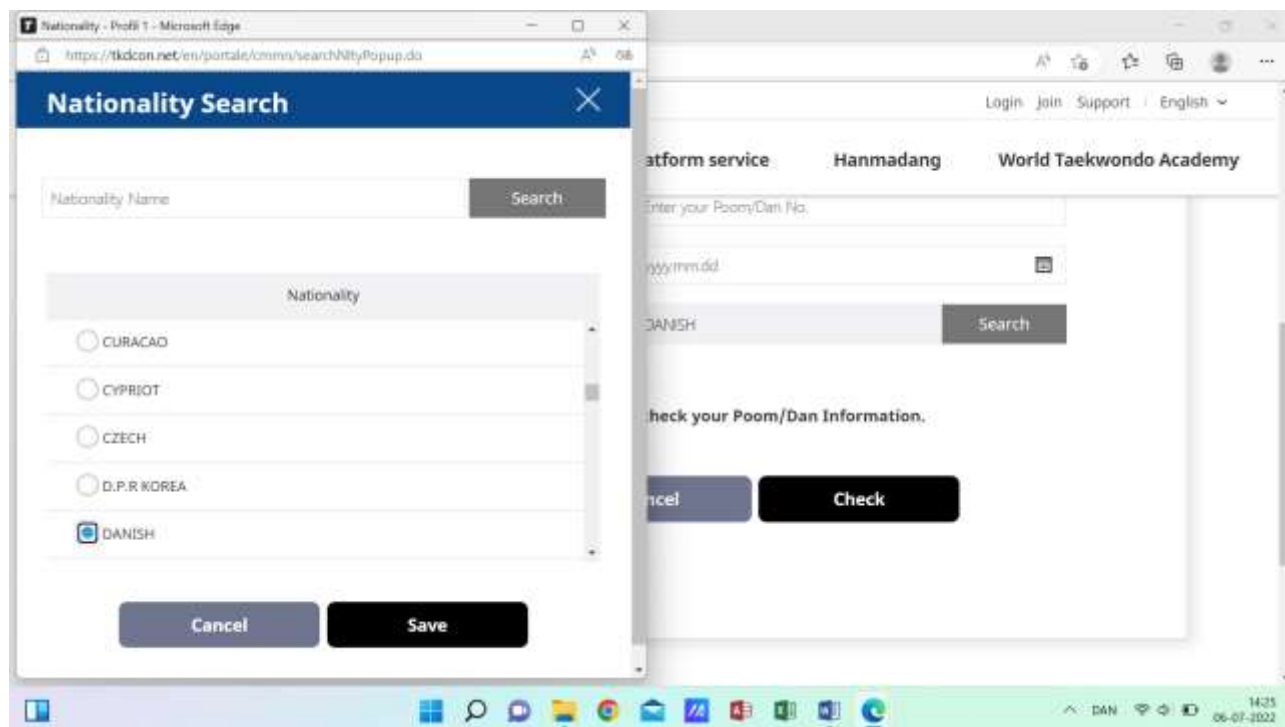 Nationality - Profil 1 - Microsoft Edge
https://tkdcon.net/en/portale/cmmn/searchNltyPopup.do
Nationality Search
Nationality Name
Search
Nationality
CURACAO
CYPRIOT
CZECH
D.P.R KOREA
DANISH
Cancel
Save
Login Join Support English
atform service Hanmadang World Taekwondo Academy
Enter your Poom/Dan No.
yyyy.mm.dd
DANISH
Search
heck your Poom/Dan Information.
ncel
Check
DAN
14:25
06-07-2022